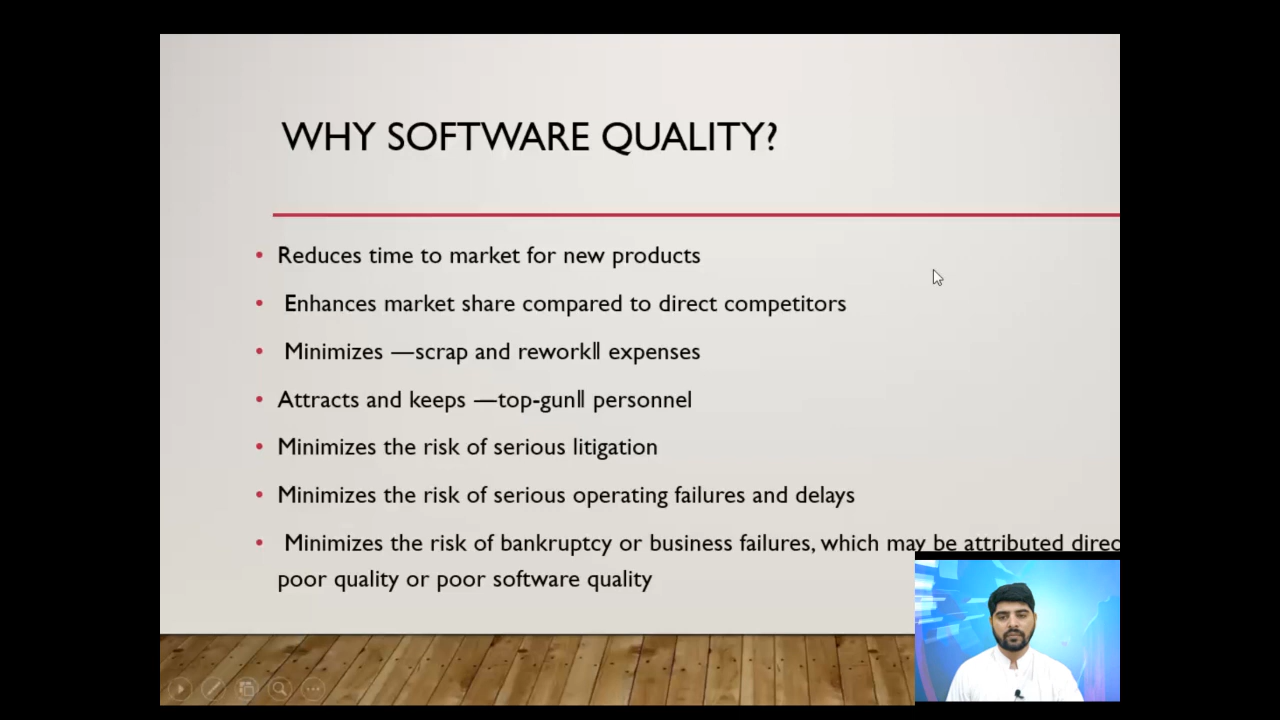 WHY SOFTWARE QUALITY?
• Reduces time to market for new products
• Enhances market share compared to direct competitors
• Minimizes ―scrap and rework‖ expenses
• Attracts and keeps ―top-gun‖ personnel
• Minimizes the risk of serious litigation
• Minimizes the risk of serious operating failures and delays
• Minimizes the risk of bankruptcy or business failures, which may be attributed
poor quality or poor software quality